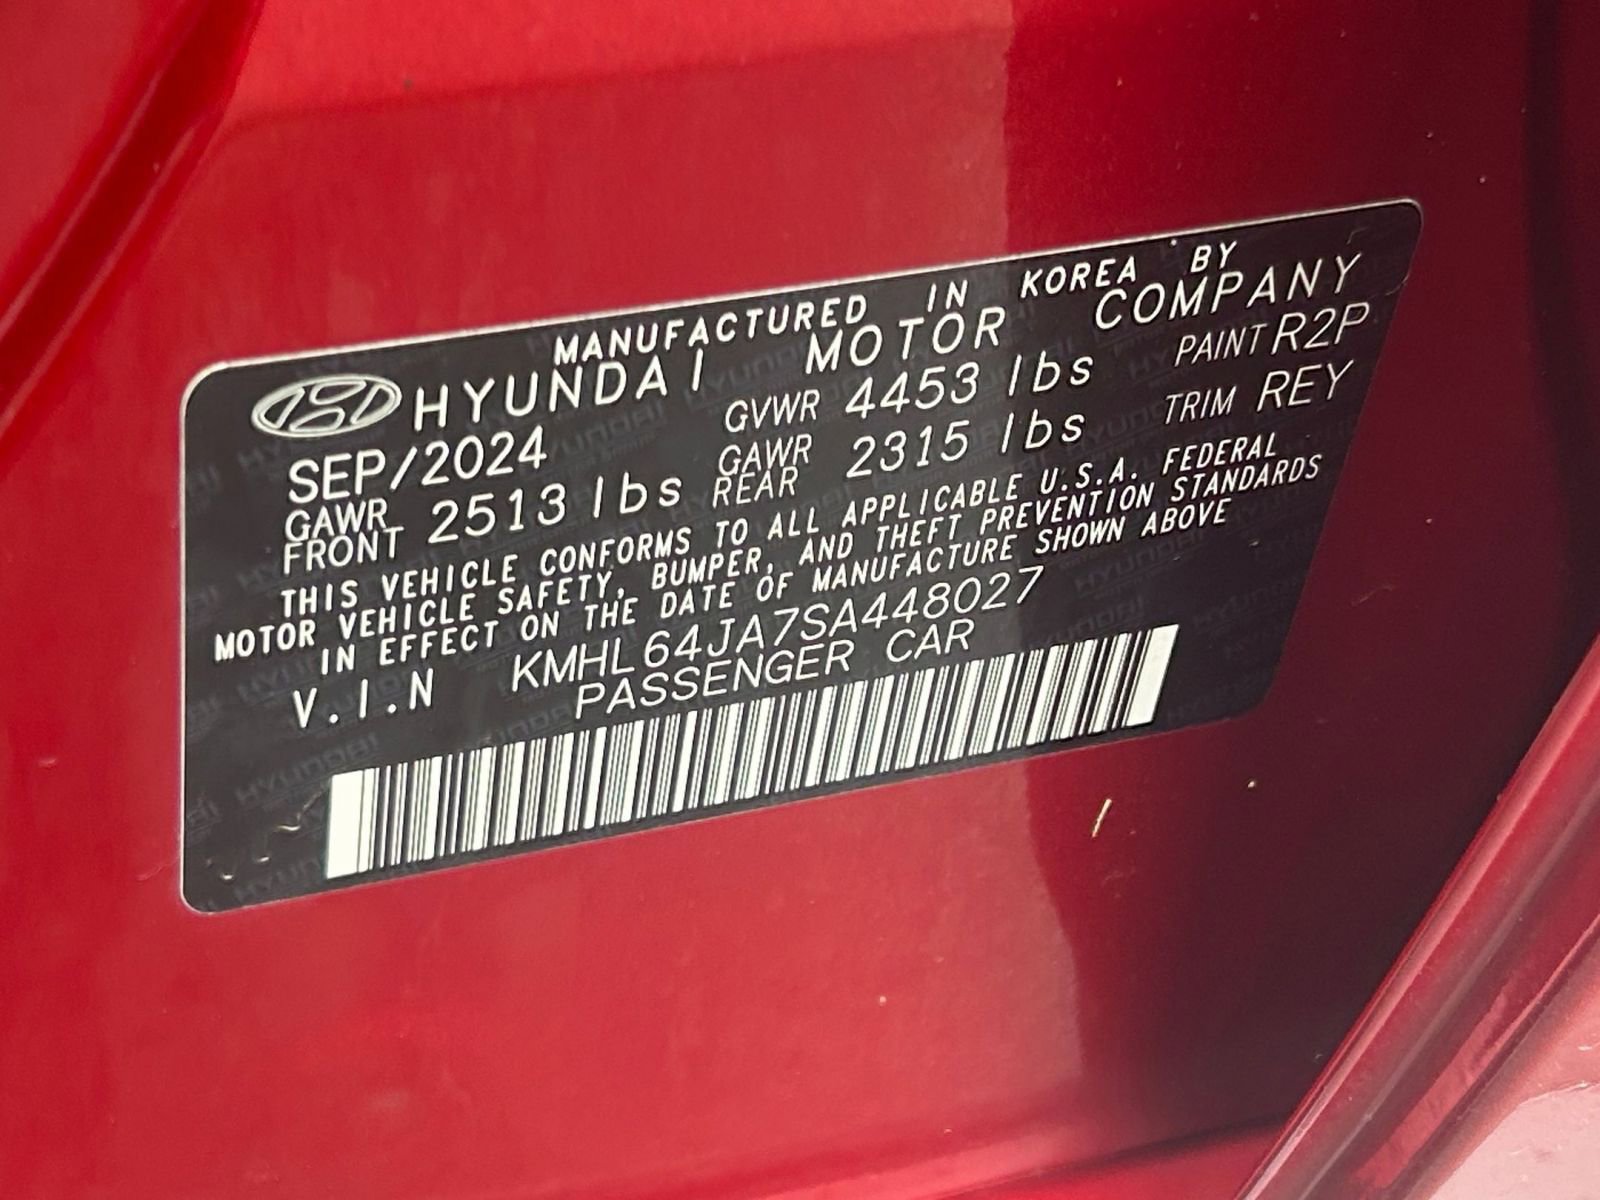 MANUFACTURED IN KOREA BY
HYUNDAI MOTOR COMPANY
SEP/2024 GVWR 4453 lbs PAINT R2P
GAWR FRONT 2513 lbs GAWR REAR 2315 lbs TRIM REY
THIS VEHICLE CONFORMS TO ALL APPLICABLE U.S.A. FEDERAL
MOTOR VEHICLE SAFETY, BUMPER, AND THEFT PREVENTION STANDARDS
IN EFFECT ON THE DATE OF MANUFACTURE SHOWN ABOVE
V.I.N KMHL64JA7SA448027
PASSENGER CAR